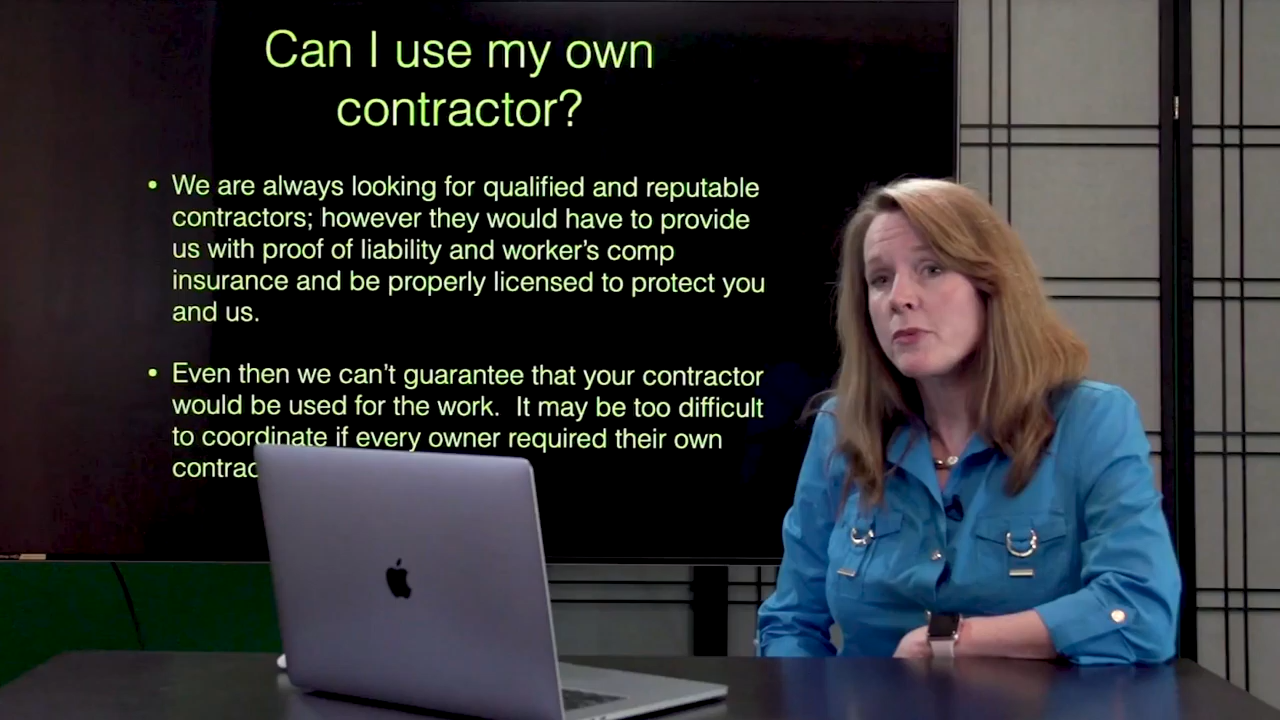 Can I use my own
contractor?
• We are always looking for qualified and reputable
contractors; however they would have to provide
us with proof of liability and worker’s comp
insurance and be properly licensed to protect you
and us.
• Even then we can’t guarantee that your contractor
would be used for the work.  It may be too difficult
to coordinate if every owner required their own